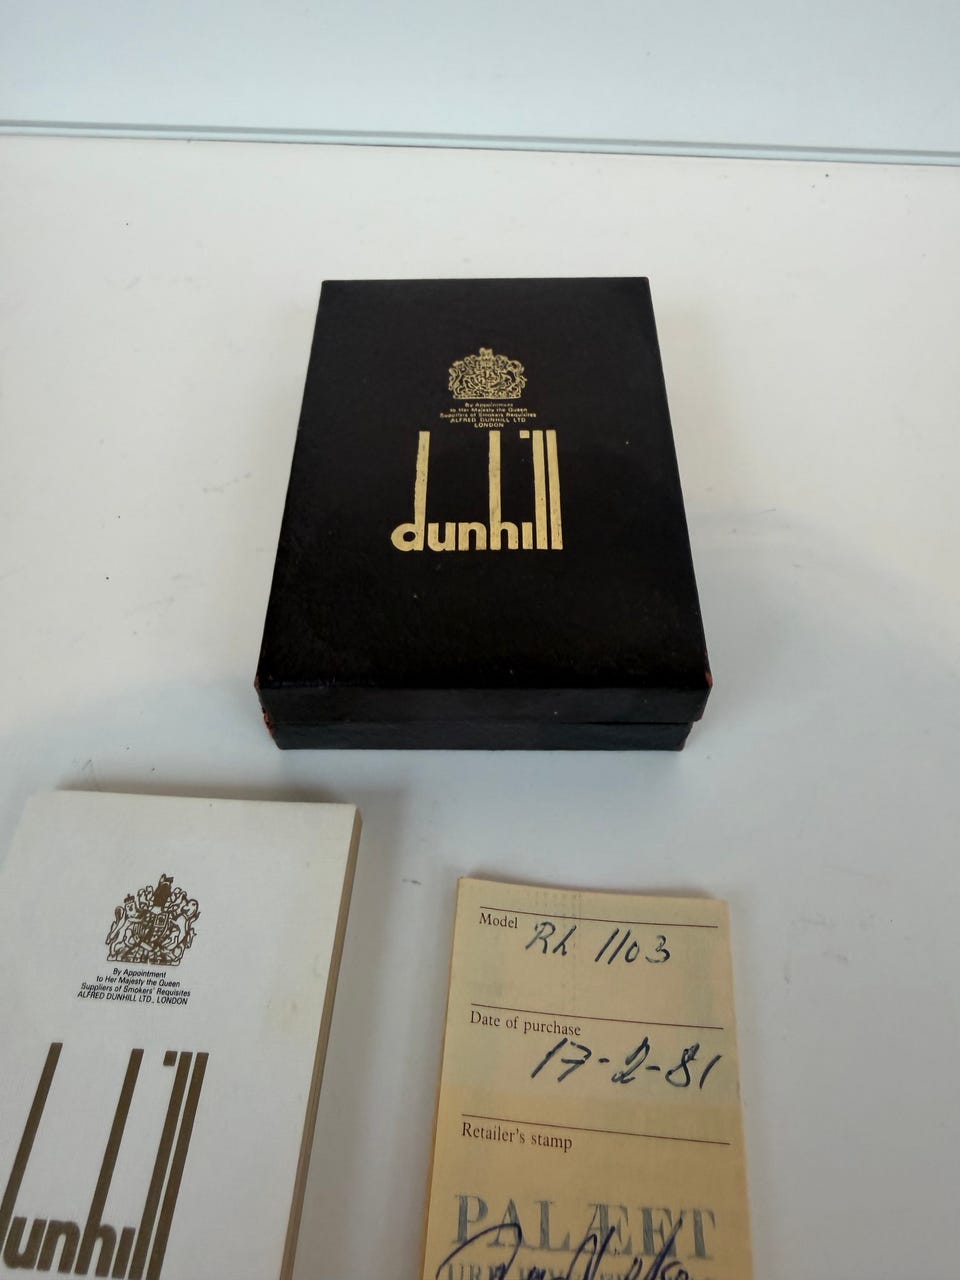 By Appointment
to Her Majesty the Queen
Suppliers of Smokers Requisites
ALFRED DUNHILL LTD
LONDON
dunhill
By Appointment
to Her Majesty the Queen
Suppliers of Smokers' Requisites
ALFRED DUNHILL LTD., LONDON
dunhill
Model RL 1103
Date of purchase
17-2-81
Retailer's stamp
PALÆET